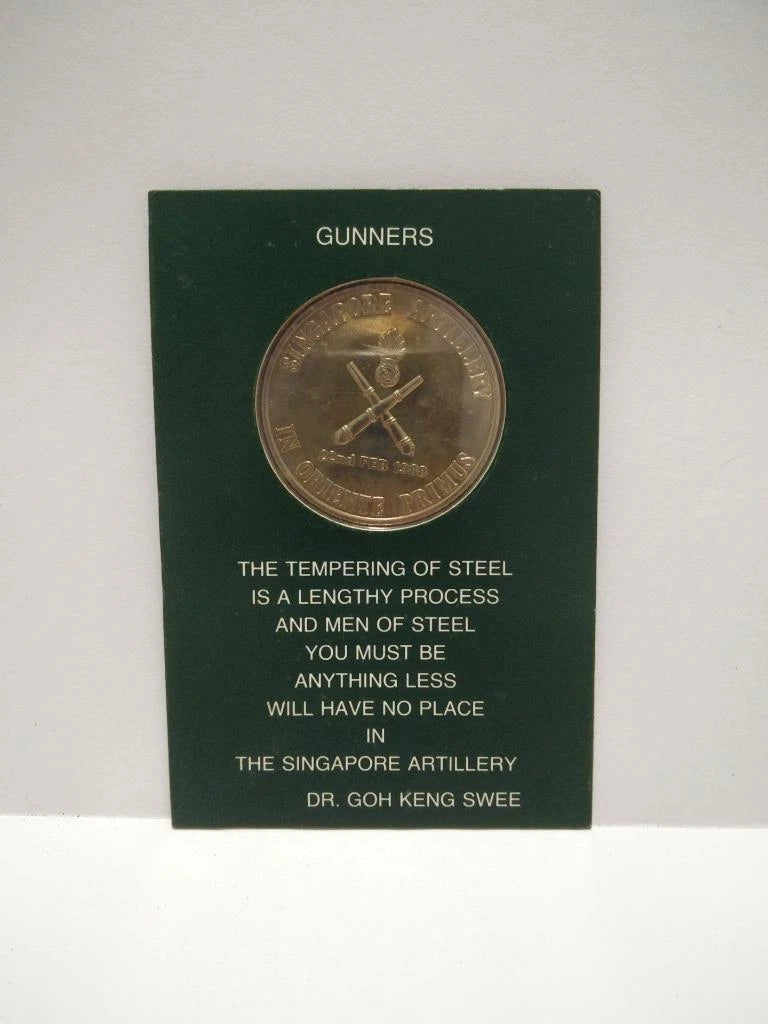 GUNNERS
SINGAPORE ARTILLERY
22nd FEB 1988
IN ORIENTE PRIMUS
THE TEMPERING OF STEEL
IS A LENGTHY PROCESS
AND MEN OF STEEL
YOU MUST BE
ANYTHING LESS
WILL HAVE NO PLACE
IN
THE SINGAPORE ARTILLERY
DR. GOH KENG SWEE